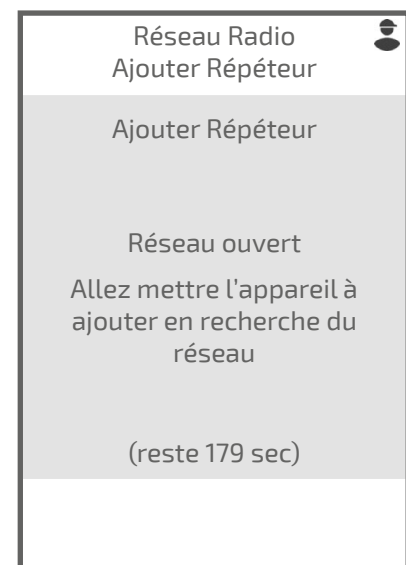 Réseau Radio
Ajouter Répéteur
Ajouter Répéteur
Réseau ouvert
Allez mettre l’appareil à
ajouter en recherche du
réseau
(reste 179 sec)